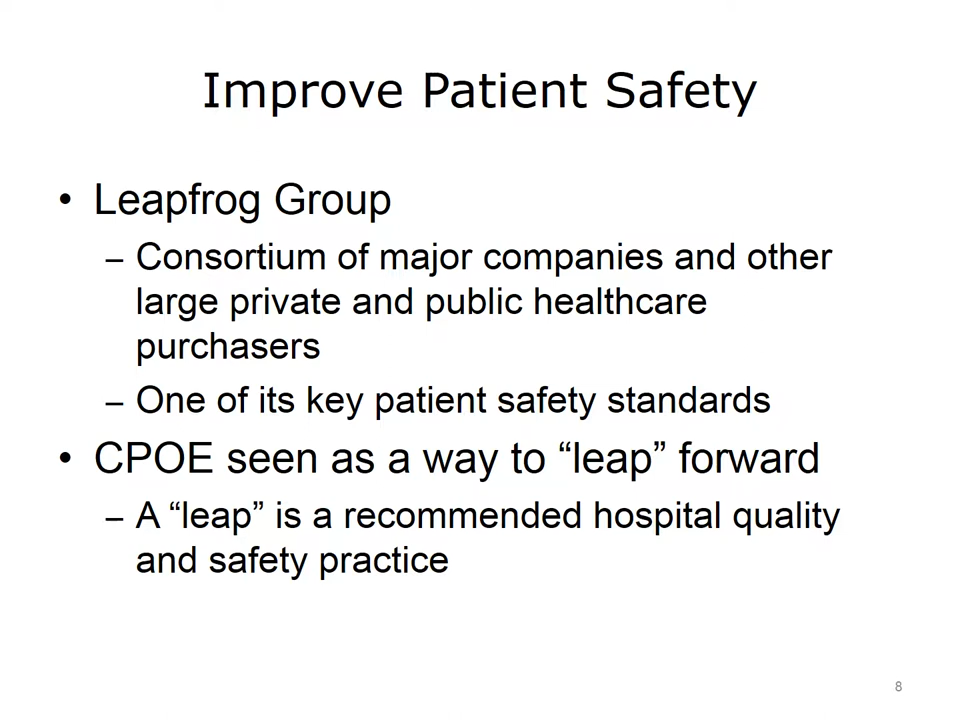 Improve Patient Safety
• Leapfrog Group
– Consortium of major companies and other
large private and public healthcare
purchasers
– One of its key patient safety standards
• CPOE seen as a way to “leap” forward
– A “leap” is a recommended hospital quality
and safety practice
8